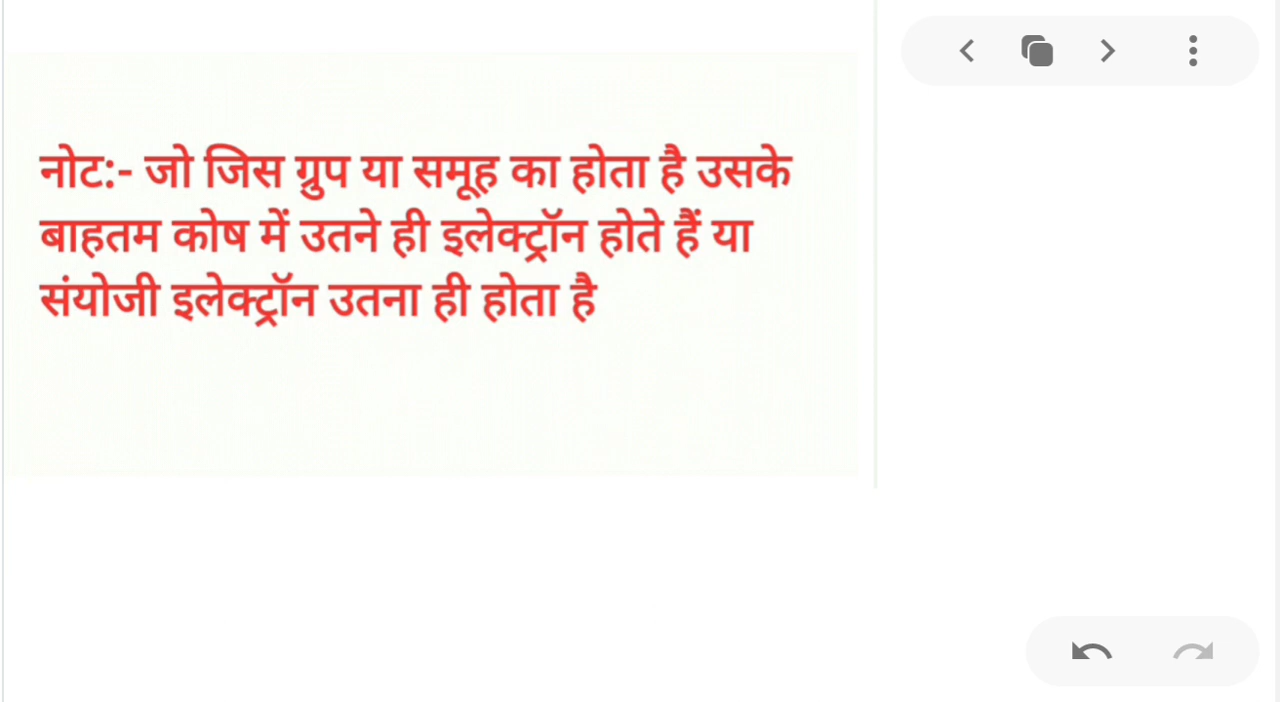 नोट:- जो जिस ग्रुप या समूह का होता है उसके
बाहतम कोष में उतने ही इलेक्ट्रॉन होते हैं या
संयोजी इलेक्ट्रॉन उतना ही होता है